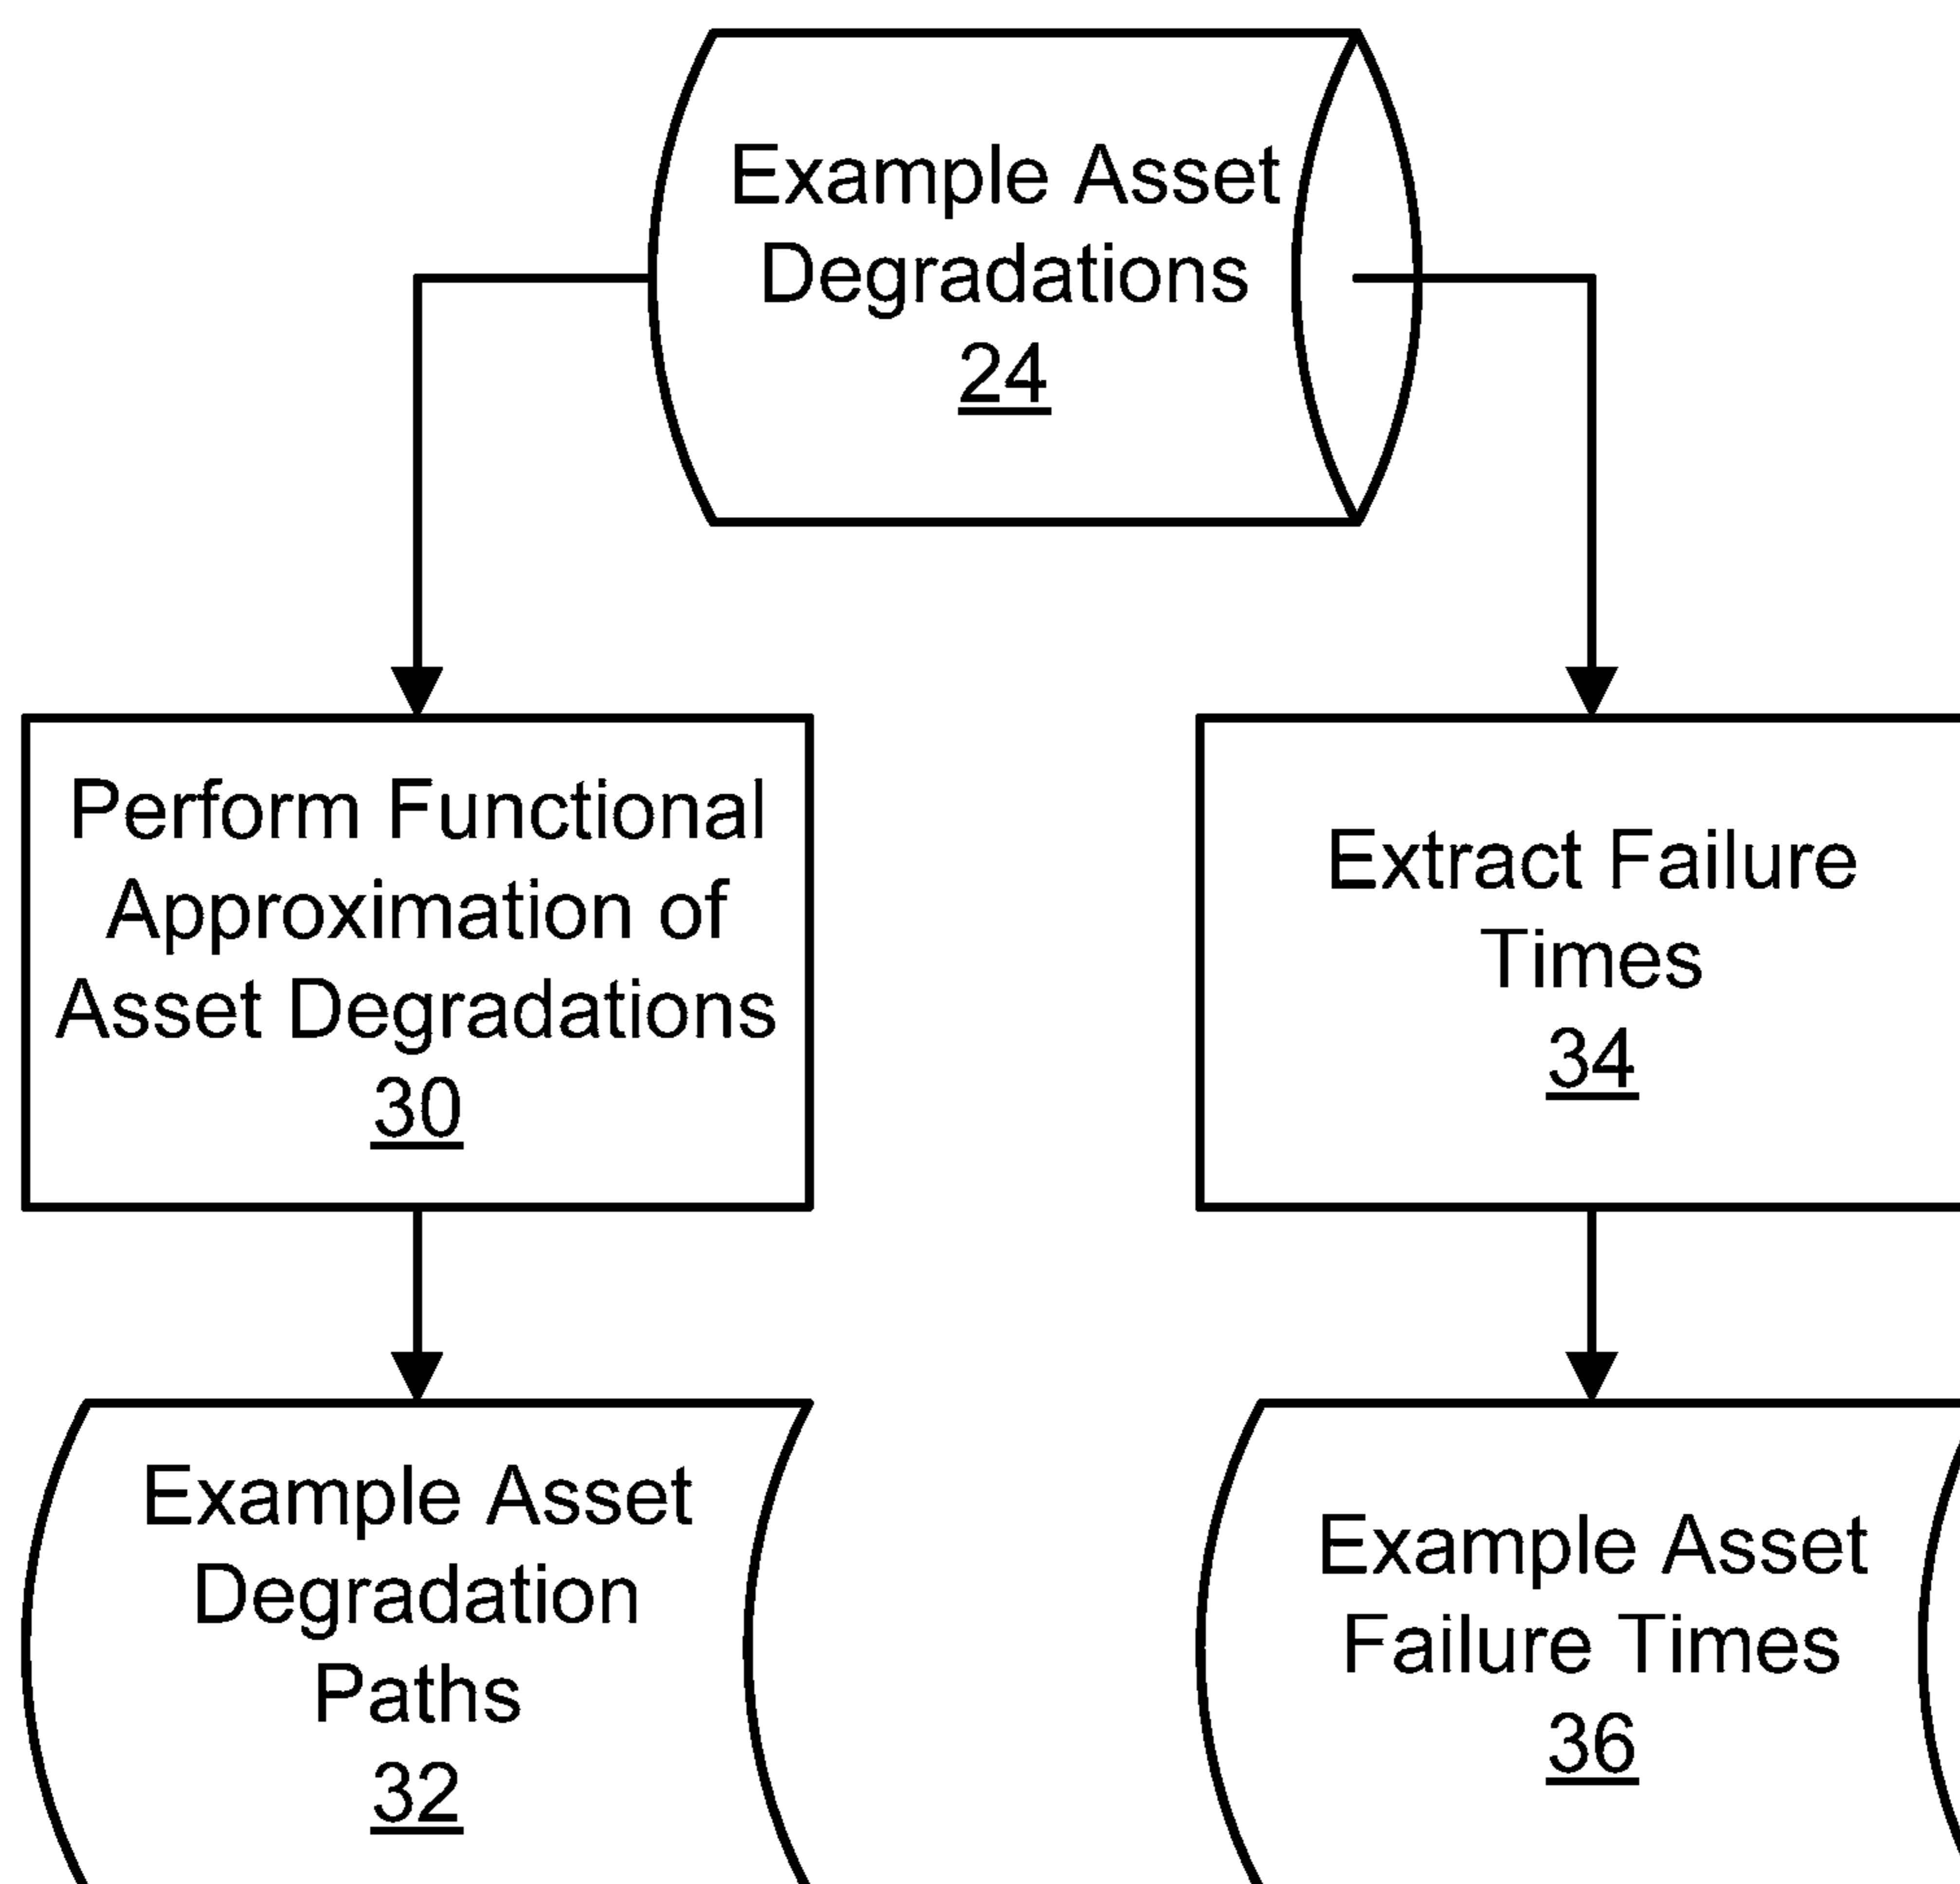 Example Asset
Degradations
24
Perform Functional
Approximation of
Asset Degradations
30
Extract Failure
Times
34
Example Asset
Degradation
Paths
32
Example Asset
Failure Times
36